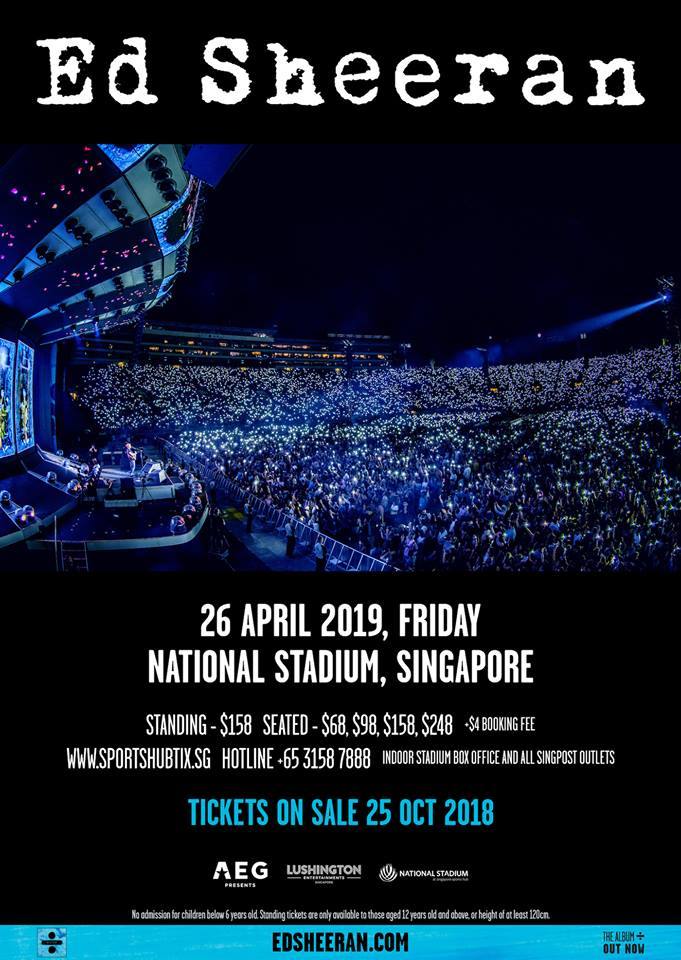 Ed Sheeran
26 APRIL 2019, FRIDAY
NATIONAL STADIUM, SINGAPORE
STANDING - $158 SEATED - $68, $98, $158, $248 +$4 BOOKING FEE
WWW.SPORTSHUBTIX.SG HOTLINE +65 3158 7888 INDOOR STADIUM BOX OFFICE AND ALL SINGPOST OUTLETS
TICKETS ON SALE 25 OCT 2018
AEG PRESENTS
LUSHINGTON ENTERTAINMENTS SINGAPORE
NATIONAL STADIUM
at singapore sports hub
No admission for children below 6 years old. Standing tickets are only available to those aged 12 years old and above, or height of at least 120cm.
EDSHEERAN.COM
THE ALBUM ÷
OUT NOW